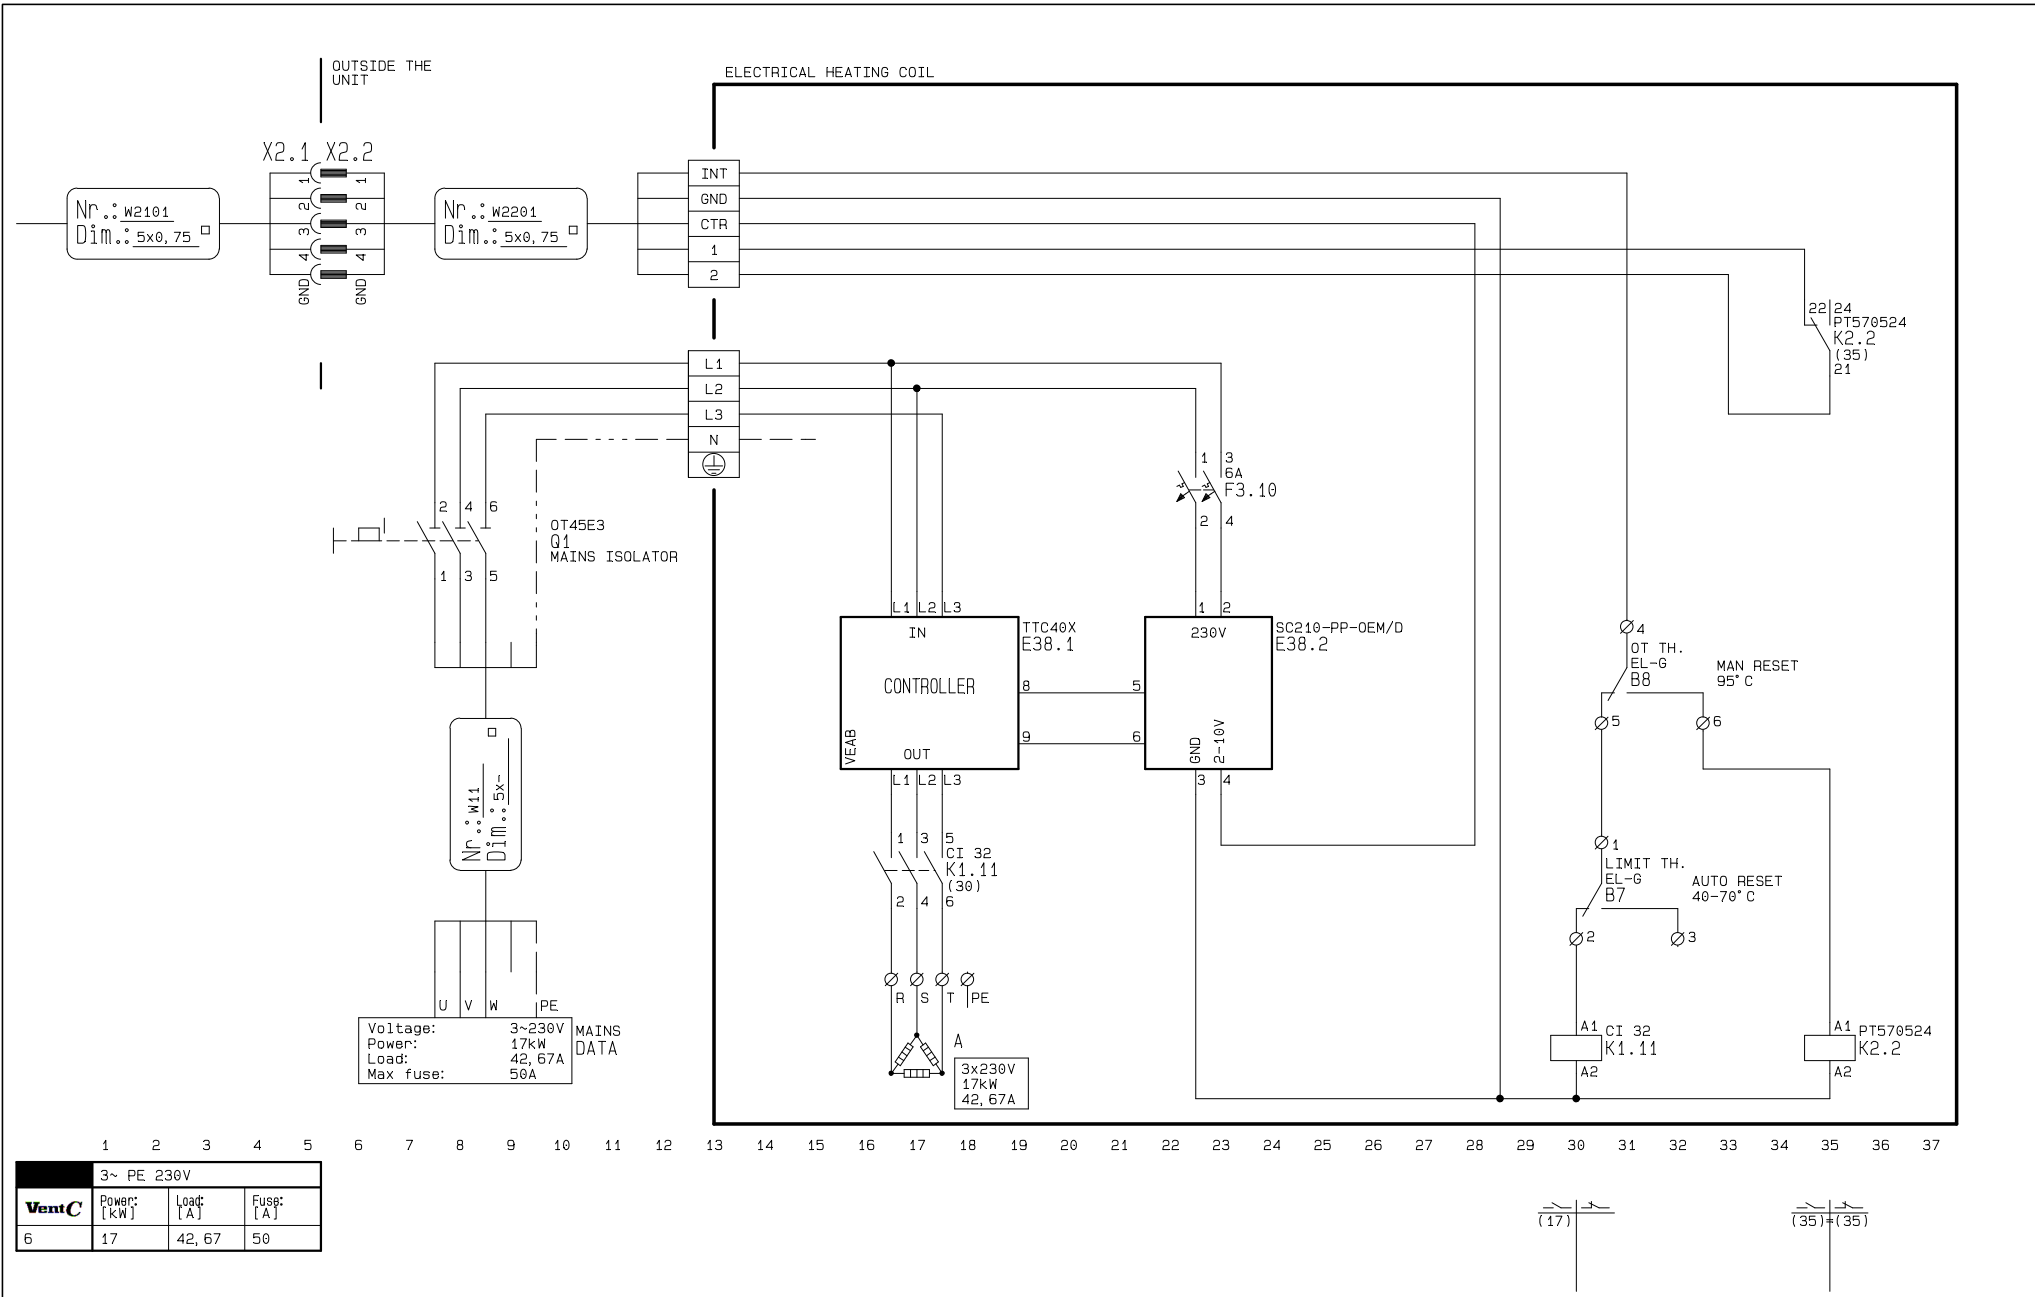 OUTSIDE THE
UNIT
ELECTRICAL HEATING COIL
X2.1 X2.2
Nr.: W2101
Dim.: 5x0,75
1 1
2 2
3 3
4 4
GND GND
Nr.: W2201
Dim.: 5x0,75
INT
GND
CTR
1
2
22 24
PT570524
K2.2
(35)
21
L1
L2
L3
N
1 3
6A
F3.10
2 4
2 4 6
OT45E3
Q1
MAINS ISOLATOR
1 3 5
L1 L2 L3
IN
TTC40X
E38.1
CONTROLLER
VEAB
OUT
8
9
L1 L2 L3
1 2
230V
SC210-PP-OEM/D
E38.2
5
6
GND
2-10V
3 4
4
OT TH.
EL-G
B8
MAN RESET
95°C
5 6
1
LIMIT TH.
EL-G
B7
AUTO RESET
40-70°C
2 3
Nr.: W11
Dim.: 5x-
1 3 5
CI 32
K1.11
(30)
2 4 6
R S T PE
A
3x230V
17kW
42,67A
U V W PE
Voltage: 3~230V
Power: 17kW
Load: 42,67A
Max fuse: 50A
MAINS
DATA
A1 CI 32
K1.11
A2
A1 PT570524
K2.2
A2
1 2 3 4 5 6 7 8 9 10 11 12 13 14 15 16 17 18 19 20 21 22 23 24 25 26 27 28 29 30 31 32 33 34 35 36 37
3~ PE 230V
VentC
Power:
[kW]
Load:
[A]
Fuse:
[A]
6 17 42,67 50
(17)
(35) (35)